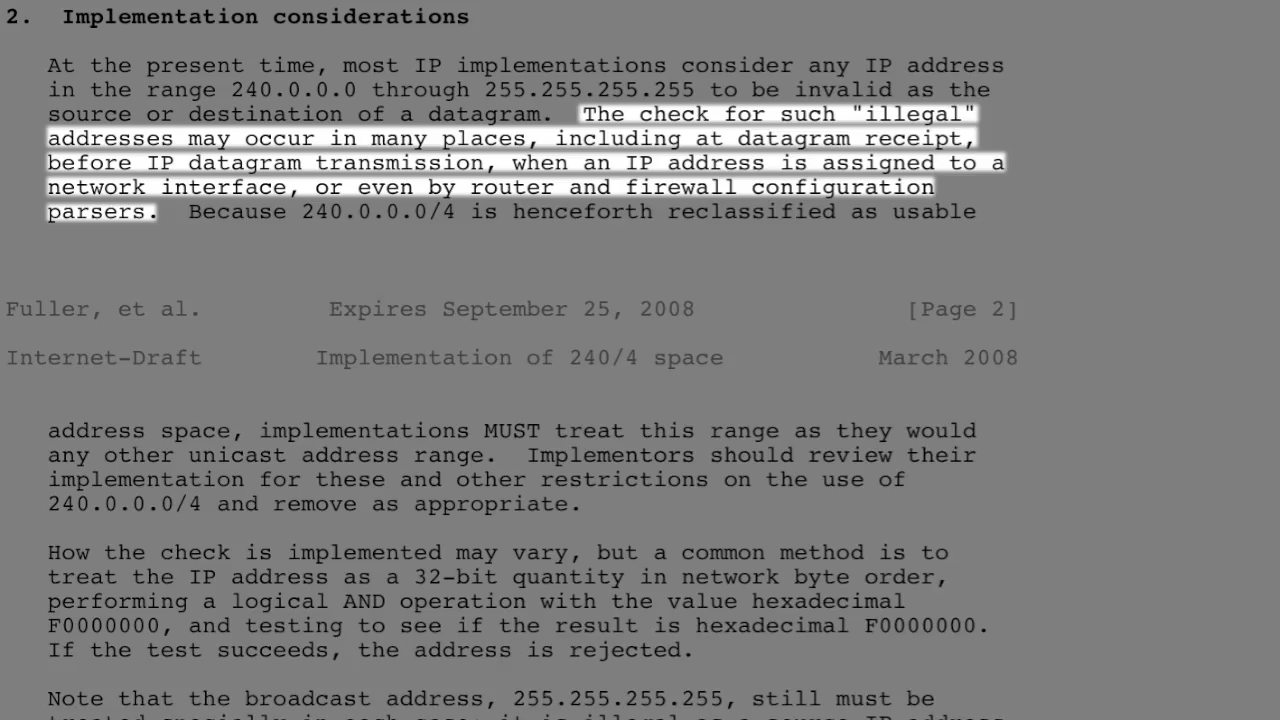 2.  Implementation considerations
At the present time, most IP implementations consider any IP address
in the range 240.0.0.0 through 255.255.255.255 to be invalid as the
source or destination of a datagram.  The check for such "illegal"
addresses may occur in many places, including at datagram receipt,
before IP datagram transmission, when an IP address is assigned to a
network interface, or even by router and firewall configuration
parsers.  Because 240.0.0.0/4 is henceforth reclassified as usable
Fuller, et al.         Expires September 25, 2008               [Page 2]
Internet-Draft        Implementation of 240/4 space           March 2008
address space, implementations MUST treat this range as they would
any other unicast address range.  Implementors should review their
implementation for these and other restrictions on the use of
240.0.0.0/4 and remove as appropriate.
How the check is implemented may vary, but a common method is to
treat the IP address as a 32-bit quantity in network byte order,
performing a logical AND operation with the value hexadecimal
F0000000, and testing to see if the result is hexadecimal F0000000.
If the test succeeds, the address is rejected.
Note that the broadcast address, 255.255.255.255, still must be